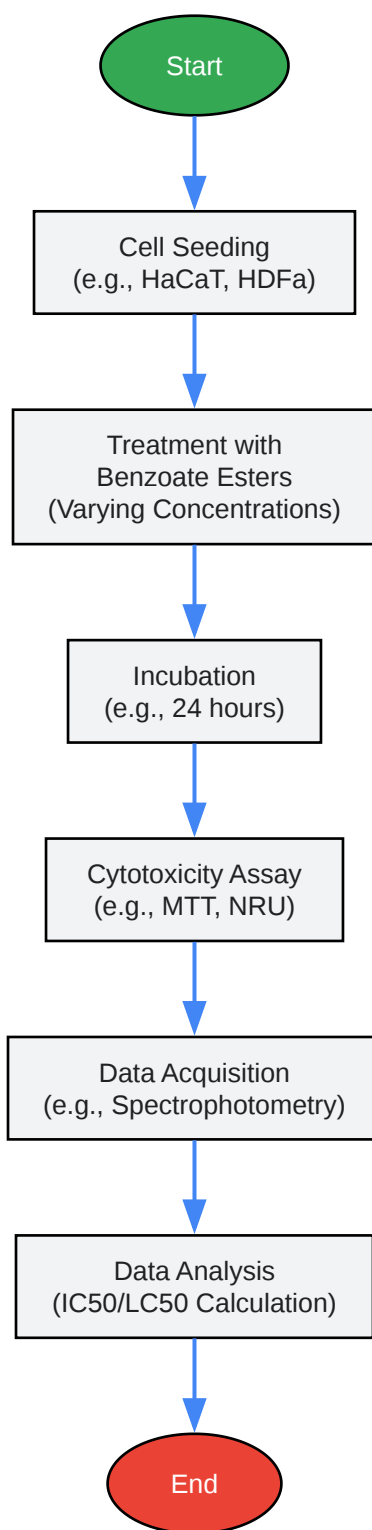 Start
Cell Seeding
(e.g., HaCaT, HDFa)
Treatment with
Benzoate Esters
(Varying Concentrations)
Incubation
(e.g., 24 hours)
Cytotoxicity Assay
(e.g., MTT, NRU)
Data Acquisition
(e.g., Spectrophotometry)
Data Analysis
(IC50/LC50 Calculation)
End